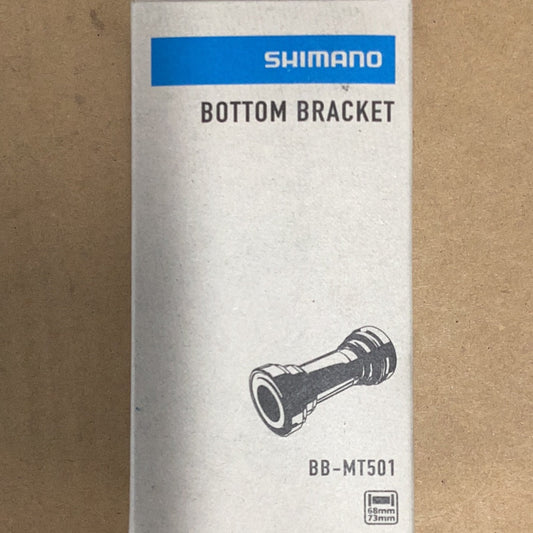 SHIMANO
BOTTOM BRACKET
BB-MT501
68mm
73mm